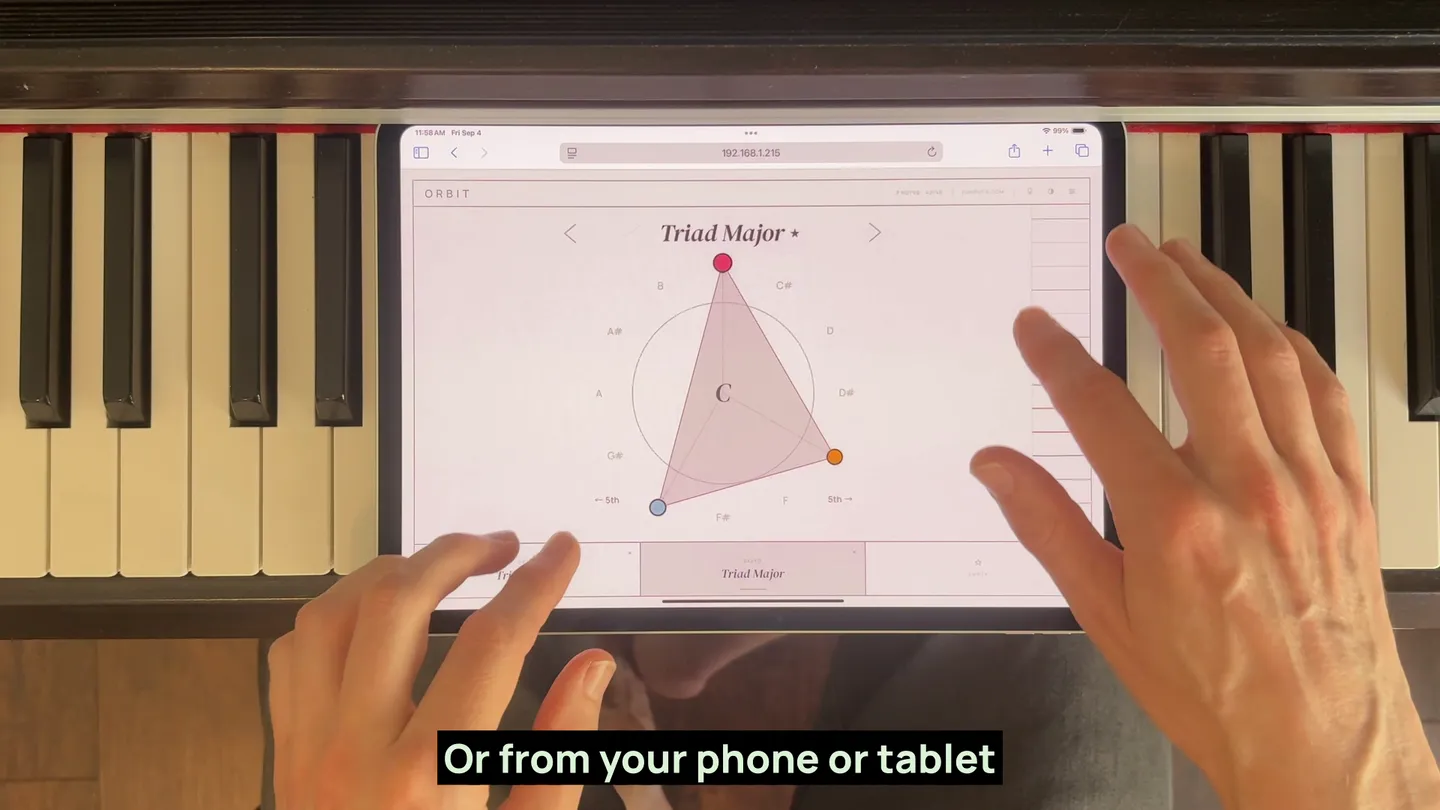 11:58 AM Fri Sep 4
99%
192.168.1.215
ORBIT
Triad Major ★
B
C#
A#
D
A
C
D#
G#
← 5th
F
5th →
F#
Triad Major
Or from your phone or tablet